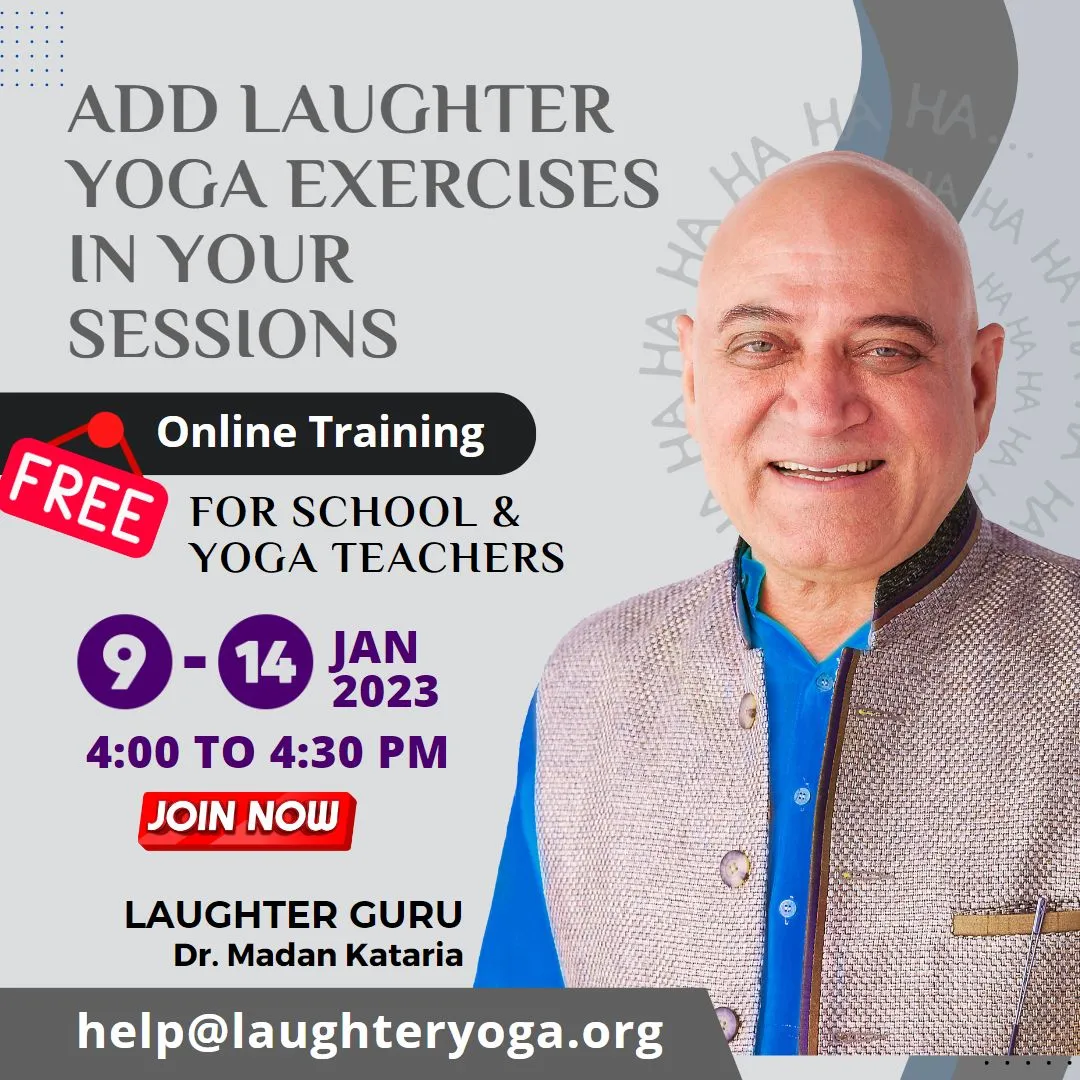 ADD LAUGHTER
YOGA EXERCISES
IN YOUR
SESSIONS
Online Training
FREE
FOR SCHOOL &
YOGA TEACHERS
9 - 14 JAN
2023
4:00 TO 4:30 PM
JOIN NOW
LAUGHTER GURU
Dr. Madan Kataria
help@laughteryoga.org
HA HA HA HA HA HA HA HA...
HA HA HA HA HA
HA HA HA HA HA HA